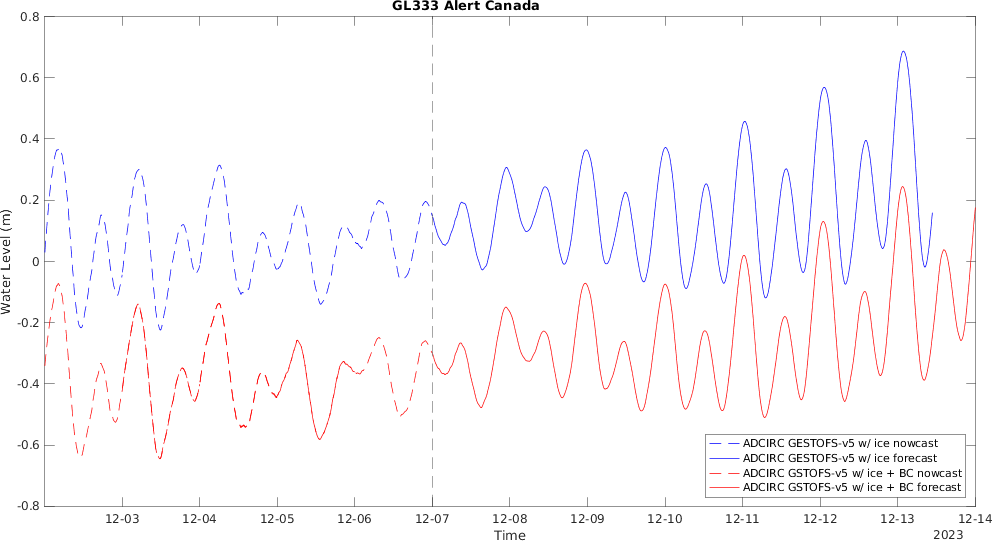 GL333 Alert Canada
0.8
0.6
0.4
0.2
0
-0.2
-0.4
-0.6
-0.8
Water Level (m)
ADCIRC GESTOFS-v5 w/ ice nowcast
ADCIRC GESTOFS-v5 w/ ice forecast
ADCIRC GSTOFS-v5 w/ ice + BC nowcast
ADCIRC GSTOFS-v5 w/ ice + BC forecast
12-03 12-04 12-05 12-06 12-07 12-08 12-09 12-10 12-11 12-12 12-13 12-14
Time
2023